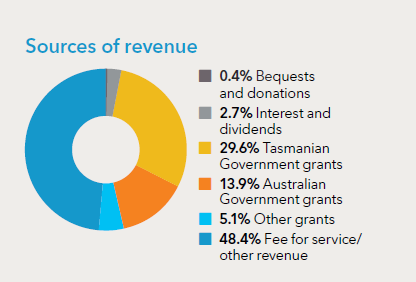 Sources of revenue
0.4% Bequests
and donations
2.7% Interest and
dividends
29.6% Tasmanian
Government grants
13.9% Australian
Government grants
5.1% Other grants
48.4% Fee for service/
other revenue